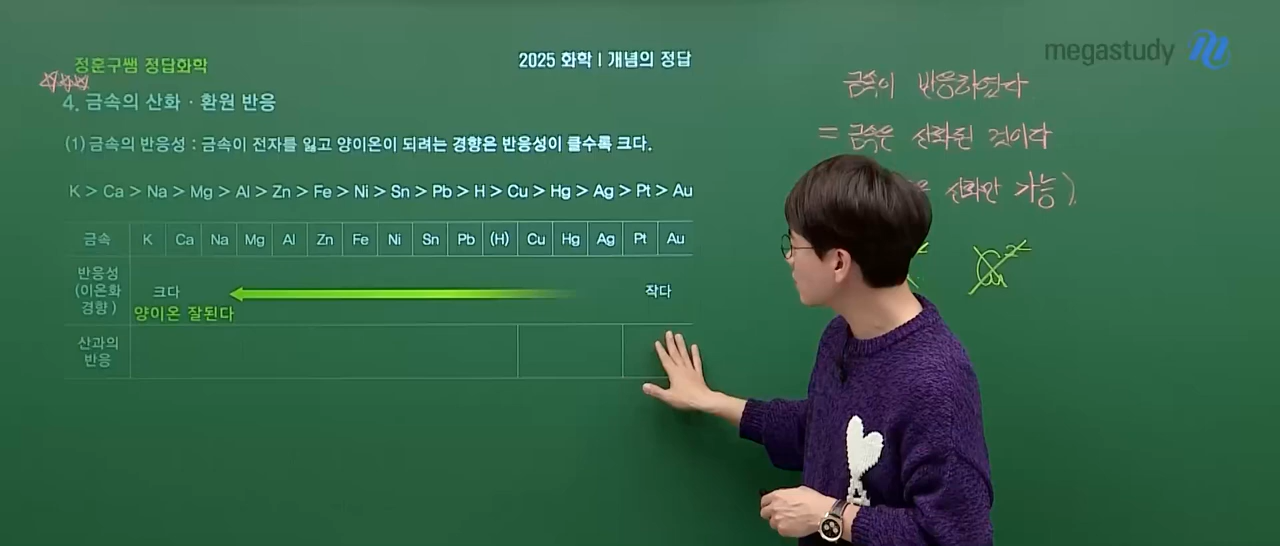 정훈구쌤 정답화학
2025 화학 I 개념의 정답
megastudy
4. 금속의 산화 · 환원 반응
(1) 금속의 반응성 : 금속이 전자를 잃고 양이온이 되려는 경향은 반응성이 클수록 크다.
K > Ca > Na > Mg > Al > Zn > Fe > Ni > Sn > Pb > H > Cu > Hg > Ag > Pt > Au
금속 K Ca Na Mg Al Zn Fe Ni Sn Pb (H) Cu Hg Ag Pt Au
반응성
(이온화
경향)
크다 작다
양이온 잘된다
산과의
반응
금속이 반응하였다
= 금속은 산화된 것이다
은 산화만 가능).